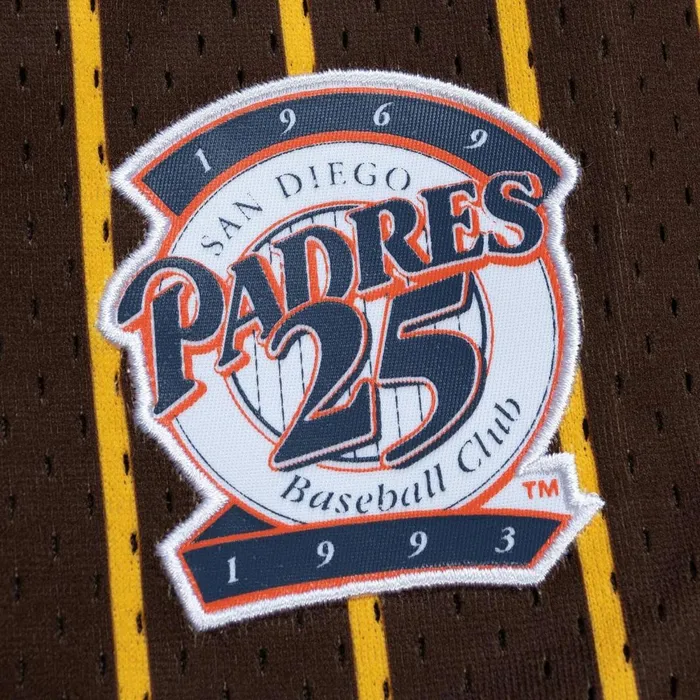 1969
SAN DIEGO
PADRES
25
Baseball Club
TM
1993